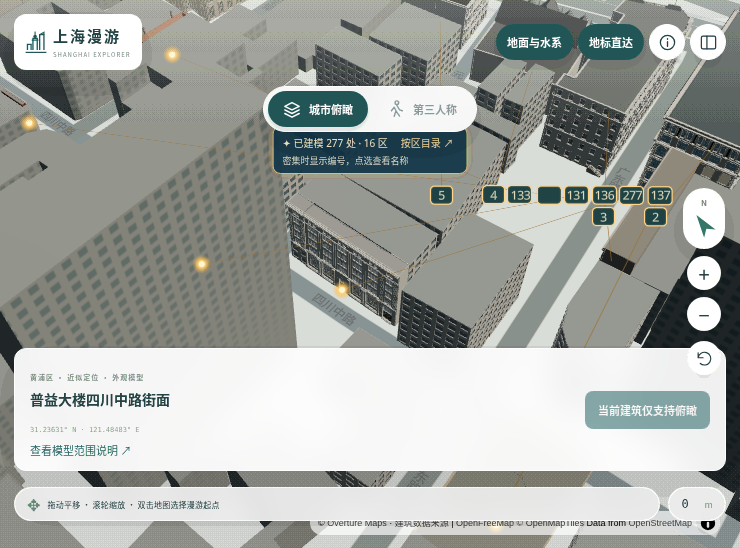 上海漫游
SHANGHAI EXPLORER
地面与水系
地标直达
城市俯瞰
第三人称
✦ 已建模 277 处 · 16 区 按区目录 ↗
密集时显示编号，点选查看名称
5
4
133
131
136
277
137
3
2
N
+
−
四川中路
黄浦区 · 近似定位 · 外观模型
普益大楼四川中路街面
31.23631° N · 121.48483° E
查看模型范围说明 ↗
当前建筑仅支持俯瞰
拖动平移 · 滚轮缩放 · 双击地图选择漫游起点
0 m
© Overture Maps · 建筑数据来源 | OpenFreeMap © OpenMapTiles Data from OpenStreetMap